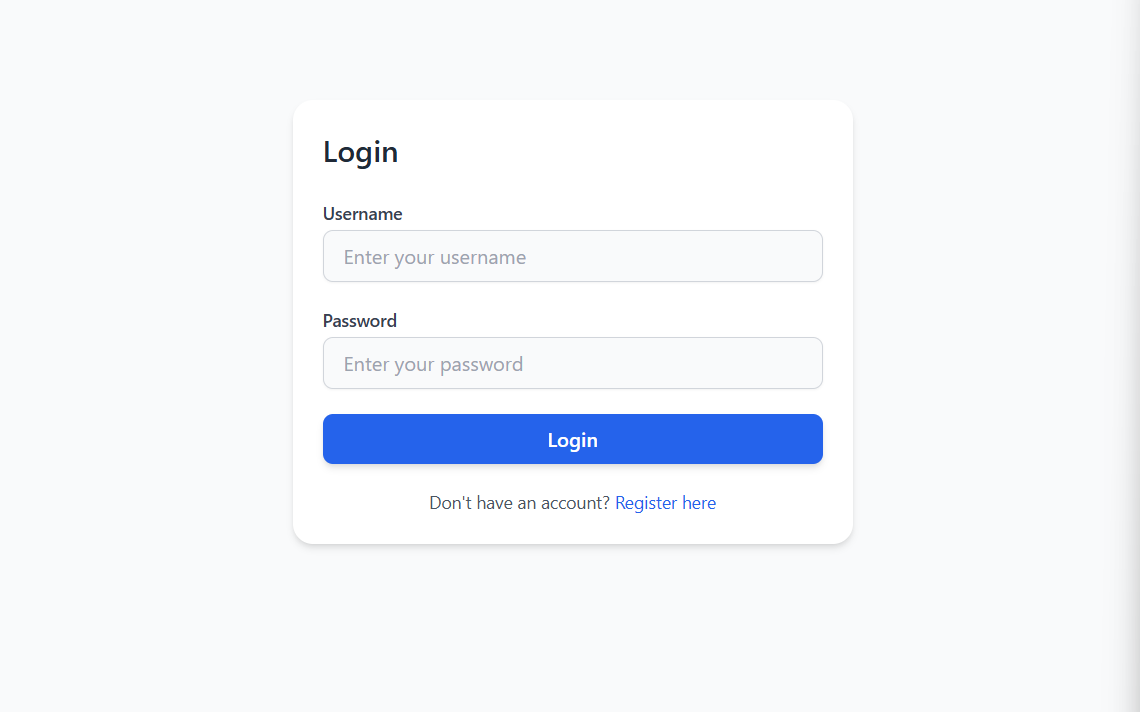 Login
Username
Enter your username
Password
Enter your password
Login
Don't have an account? Register here